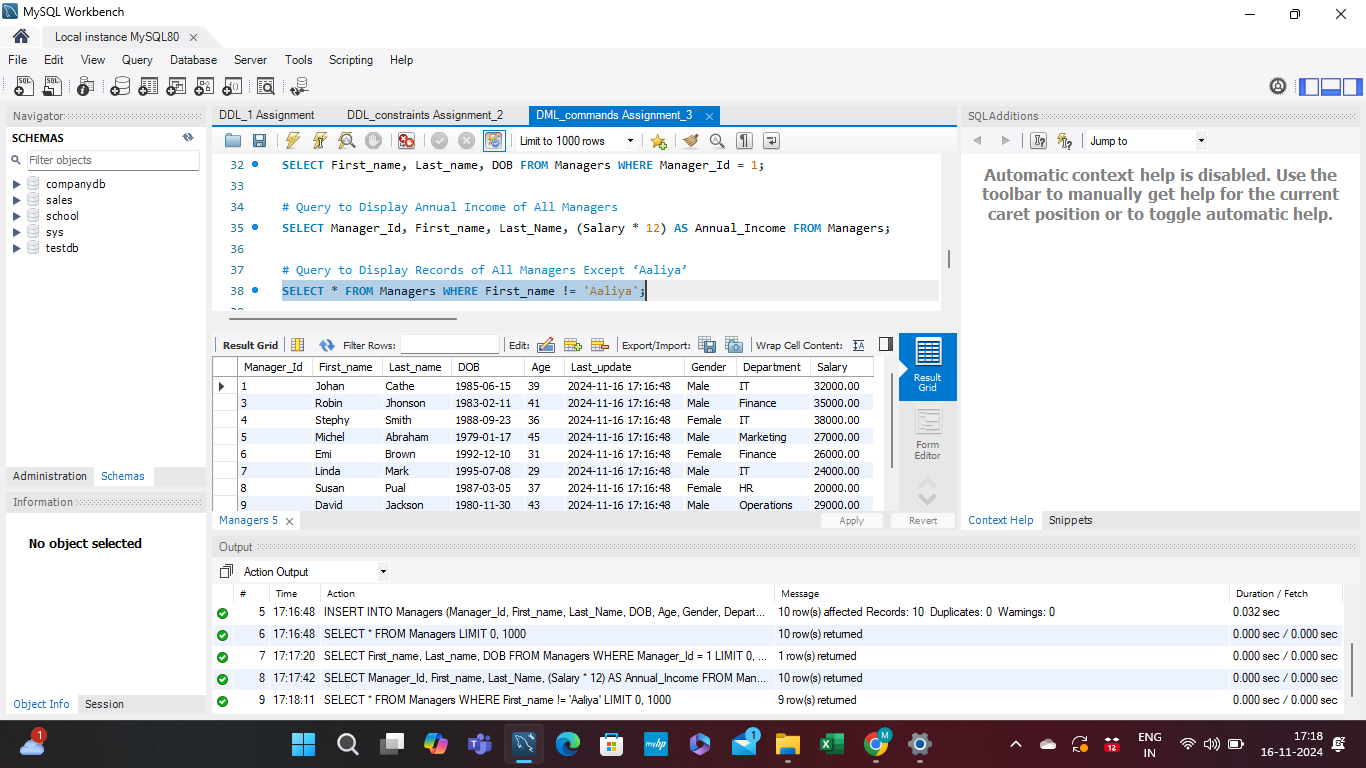 MySQL Workbench
Local instance MySQL80
File Edit View Query Database Server Tools Scripting Help
Navigator
SCHEMAS
Filter objects
companydb
sales
school
sys
testdb
Administration Schemas
Information
No object selected
Object Info Session
DDL_1 Assignment DDL_constraints Assignment_2 DML_commands Assignment_3
Limit to 1000 rows
32 SELECT First_name, Last_name, DOB FROM Managers WHERE Manager_Id = 1;
33
34 # Query to Display Annual Income of All Managers
35 SELECT Manager_Id, First_name, Last_Name, (Salary * 12) AS Annual_Income FROM Managers;
36
37 # Query to Display Records of All Managers Except ‘Aaliya’
38 SELECT * FROM Managers WHERE First_name != 'Aaliya';
Result Grid Filter Rows: Edit: Export/Import: Wrap Cell Content:
Manager_Id First_name Last_name DOB Age Last_update Gender Department Salary
1 Johan Cathe 1985-06-15 39 2024-11-16 17:16:48 Male IT 32000.00
3 Robin Jhonson 1983-02-11 41 2024-11-16 17:16:48 Male Finance 35000.00
4 Stephy Smith 1988-09-23 36 2024-11-16 17:16:48 Female IT 38000.00
5 Michel Abraham 1979-01-17 45 2024-11-16 17:16:48 Male Marketing 27000.00
6 Emi Brown 1992-12-10 31 2024-11-16 17:16:48 Female Finance 26000.00
7 Linda Mark 1995-07-08 29 2024-11-16 17:16:48 Male IT 24000.00
8 Susan Pual 1987-03-05 37 2024-11-16 17:16:48 Female HR 20000.00
9 David Jackson 1980-11-30 43 2024-11-16 17:16:48 Male Operations 29000.00
Result
Grid
Form
Editor
Managers 5 Apply Revert
SQLAdditions
Jump to
Automatic context help is disabled. Use the
toolbar to manually get help for the current
caret position or to toggle automatic help.
Context Help Snippets
Output
Action Output
# Time Action Message Duration / Fetch
5 17:16:48 INSERT INTO Managers (Manager_Id, First_name, Last_Name, DOB, Age, Gender, Depart... 10 row(s) affected Records: 10 Duplicates: 0 Warnings: 0 0.032 sec
6 17:16:48 SELECT * FROM Managers LIMIT 0, 1000 10 row(s) returned 0.000 sec / 0.000 sec
7 17:17:20 SELECT First_name, Last_name, DOB FROM Managers WHERE Manager_Id = 1 LIMIT 0, ... 1 row(s) returned 0.000 sec / 0.000 sec
8 17:17:42 SELECT Manager_Id, First_name, Last_Name, (Salary * 12) AS Annual_Income FROM Man... 10 row(s) returned 0.000 sec / 0.000 sec
9 17:18:11 SELECT * FROM Managers WHERE First_name != 'Aaliya' LIMIT 0, 1000 9 row(s) returned 0.000 sec / 0.000 sec
1
myhp
1
M
12
ENG
IN
17:18
16-11-2024